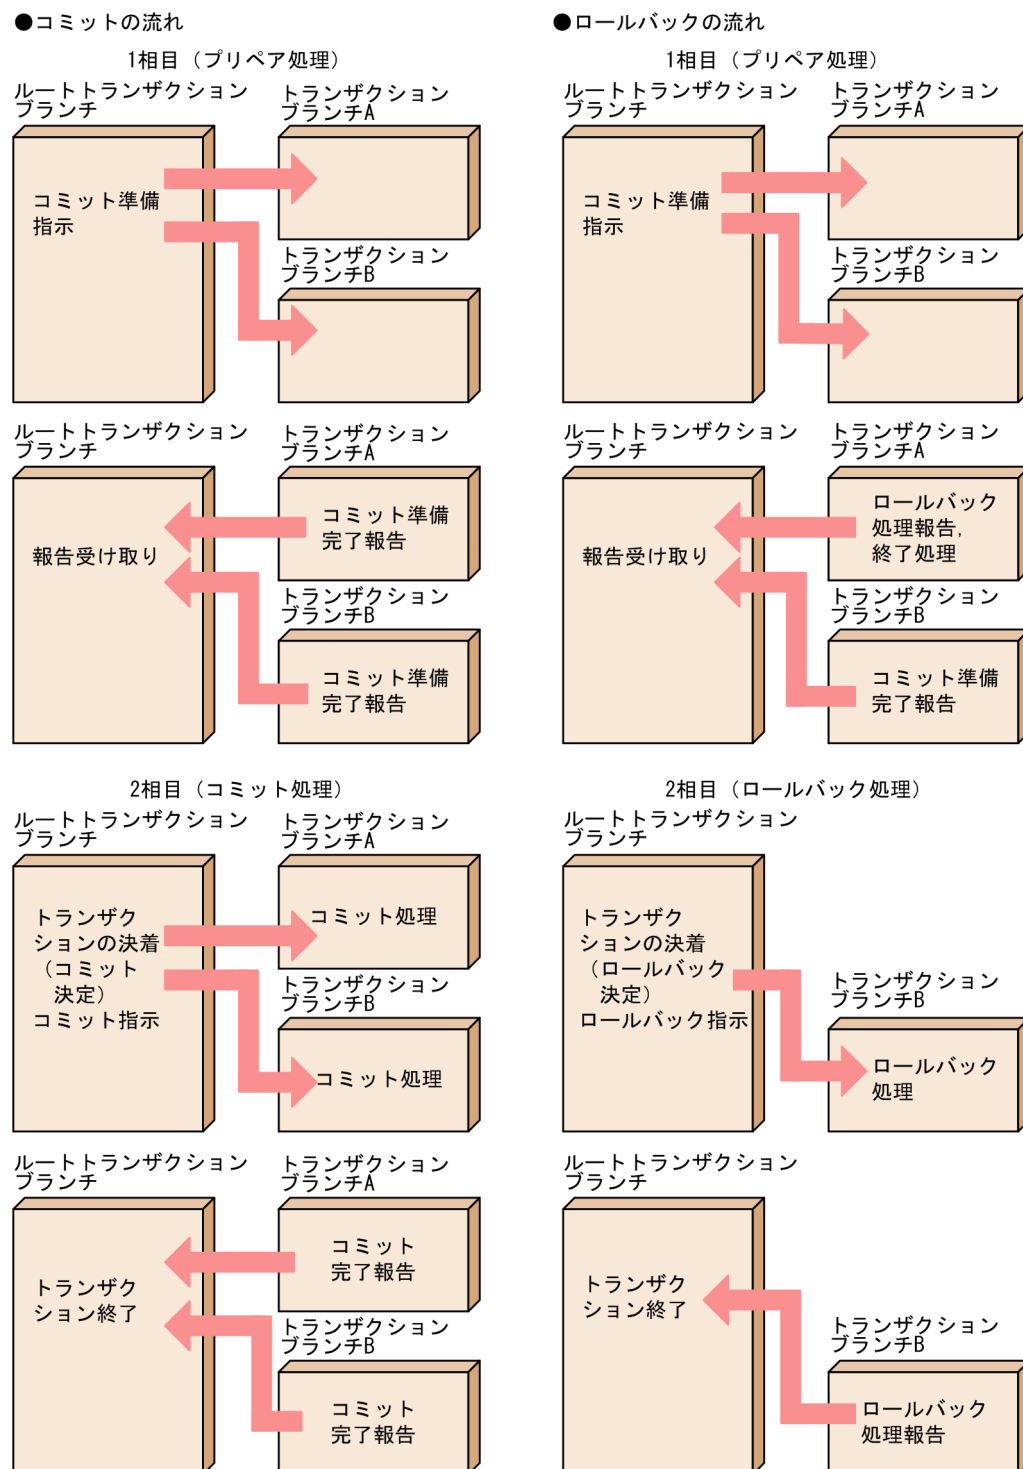 ●コミットの流れ
1相目（プリペア処理）
ルートトランザクション
ブランチ
トランザクション
ブランチA
コミット準備
指示
トランザクション
ブランチB
ルートトランザクション
ブランチ
トランザクション
ブランチA
報告受け取り
コミット準備
完了報告
トランザクション
ブランチB
コミット準備
完了報告
2相目（コミット処理）
ルートトランザクション
ブランチ
トランザクション
ブランチA
トランザク
ションの決着
（コミット
決定）
コミット指示
コミット処理
トランザクション
ブランチB
コミット処理
ルートトランザクション
ブランチ
トランザクション
ブランチA
トランザク
ション終了
コミット
完了報告
トランザクション
ブランチB
コミット
完了報告
●ロールバックの流れ
1相目（プリペア処理）
ルートトランザクション
ブランチ
トランザクション
ブランチA
コミット準備
指示
トランザクション
ブランチB
ルートトランザクション
ブランチ
トランザクション
ブランチA
報告受け取り
ロールバック
処理報告,
終了処理
トランザクション
ブランチB
コミット準備
完了報告
2相目（ロールバック処理）
ルートトランザクション
ブランチ
トランザク
ションの決着
（ロールバック
決定）
ロールバック指示
トランザクション
ブランチB
ロールバック
処理
ルートトランザクション
ブランチ
トランザク
ション終了
トランザクション
ブランチB
ロールバック
処理報告